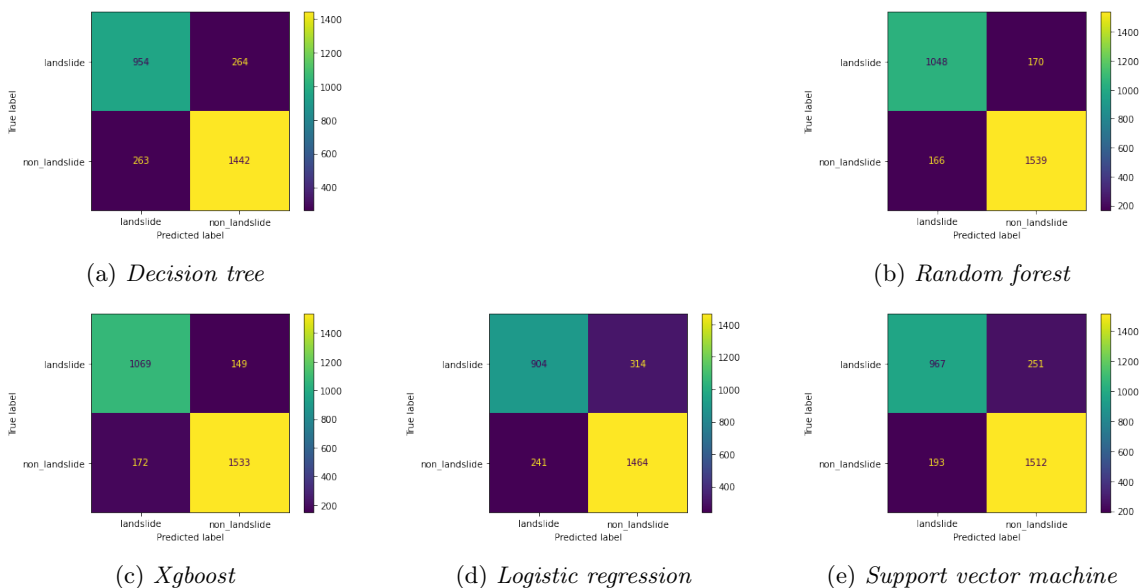 1400
landslide
954
264
1200
1000
True label
800
600
non_landslide
263
1442
400
landslide
non_landslide
Predicted label
(a) Decision tree
1400
landslide
1048
170
1200
1000
True label
800
600
non_landslide
166
1539
400
200
landslide
non_landslide
Predicted label
(b) Random forest
1400
landslide
1069
149
1200
1000
True label
800
600
non_landslide
172
1533
400
200
landslide
non_landslide
Predicted label
(c) Xgboost
1400
landslide
904
314
1200
1000
True label
800
600
non_landslide
241
1464
400
landslide
non_landslide
Predicted label
(d) Logistic regression
1400
landslide
967
251
1200
1000
True label
800
600
non_landslide
193
1512
400
200
landslide
non_landslide
Predicted label
(e) Support vector machine